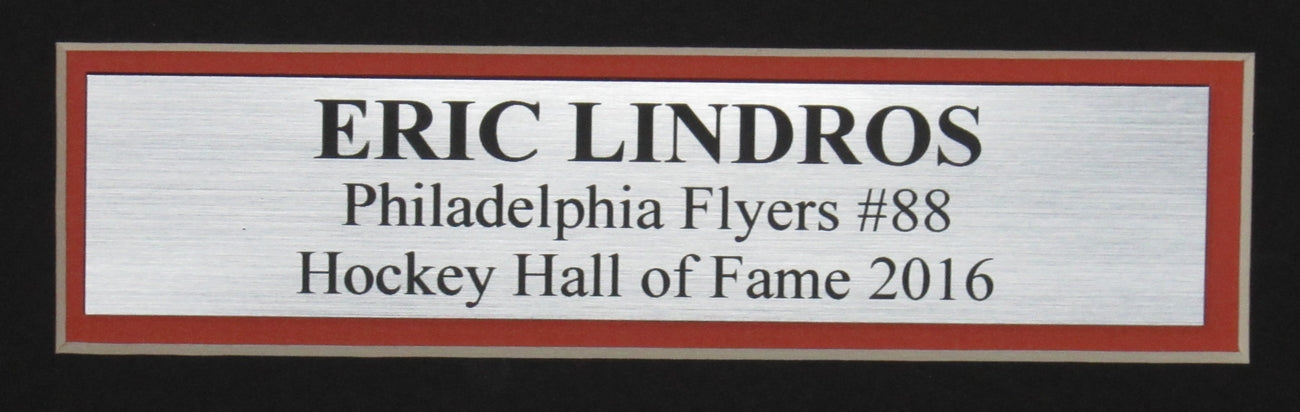 ERIC LINDROS
Philadelphia Flyers #88
Hockey Hall of Fame 2016